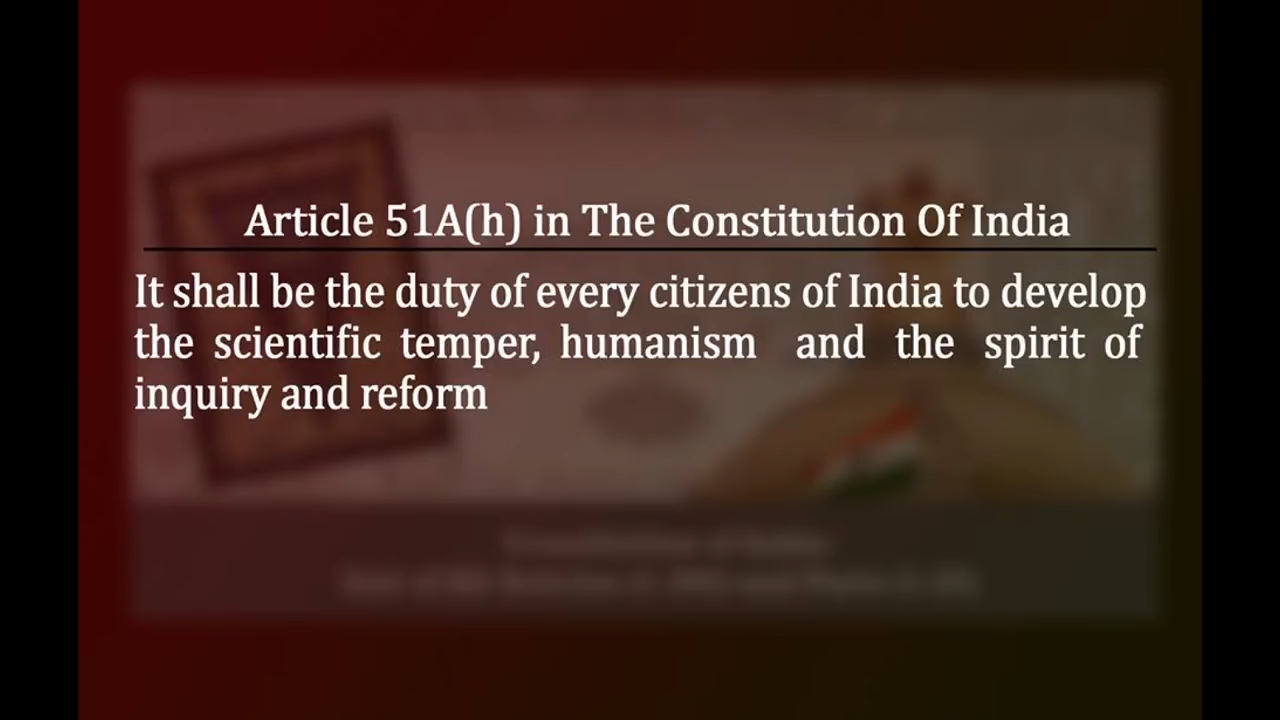 Article 51A(h) in The Constitution Of India
It shall be the duty of every citizens of India to develop
the scientific temper, humanism and the spirit of
inquiry and reform